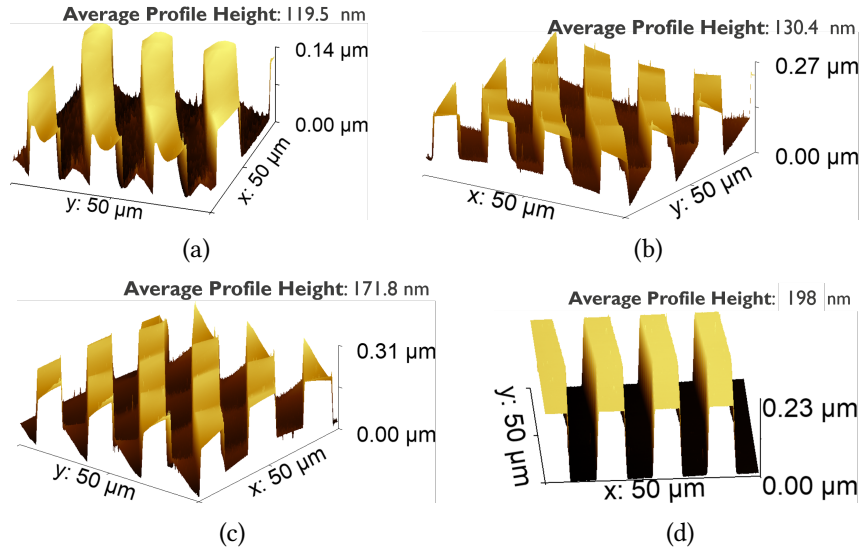 Average Profile Height: 119.5 nm
0.14 µm
0.00 µm
x: 50 µm
y: 50 µm
(a)
Average Profile Height: 130.4 nm
0.27 µm
0.00 µm
x: 50 µm
y: 50 µm
(b)
Average Profile Height: 171.8 nm
0.31 µm
0.00 µm
y: 50 µm
x: 50 µm
(c)
Average Profile Height: 198 nm
y: 50 µm
0.23 µm
0.00 µm
x: 50 µm
(d)